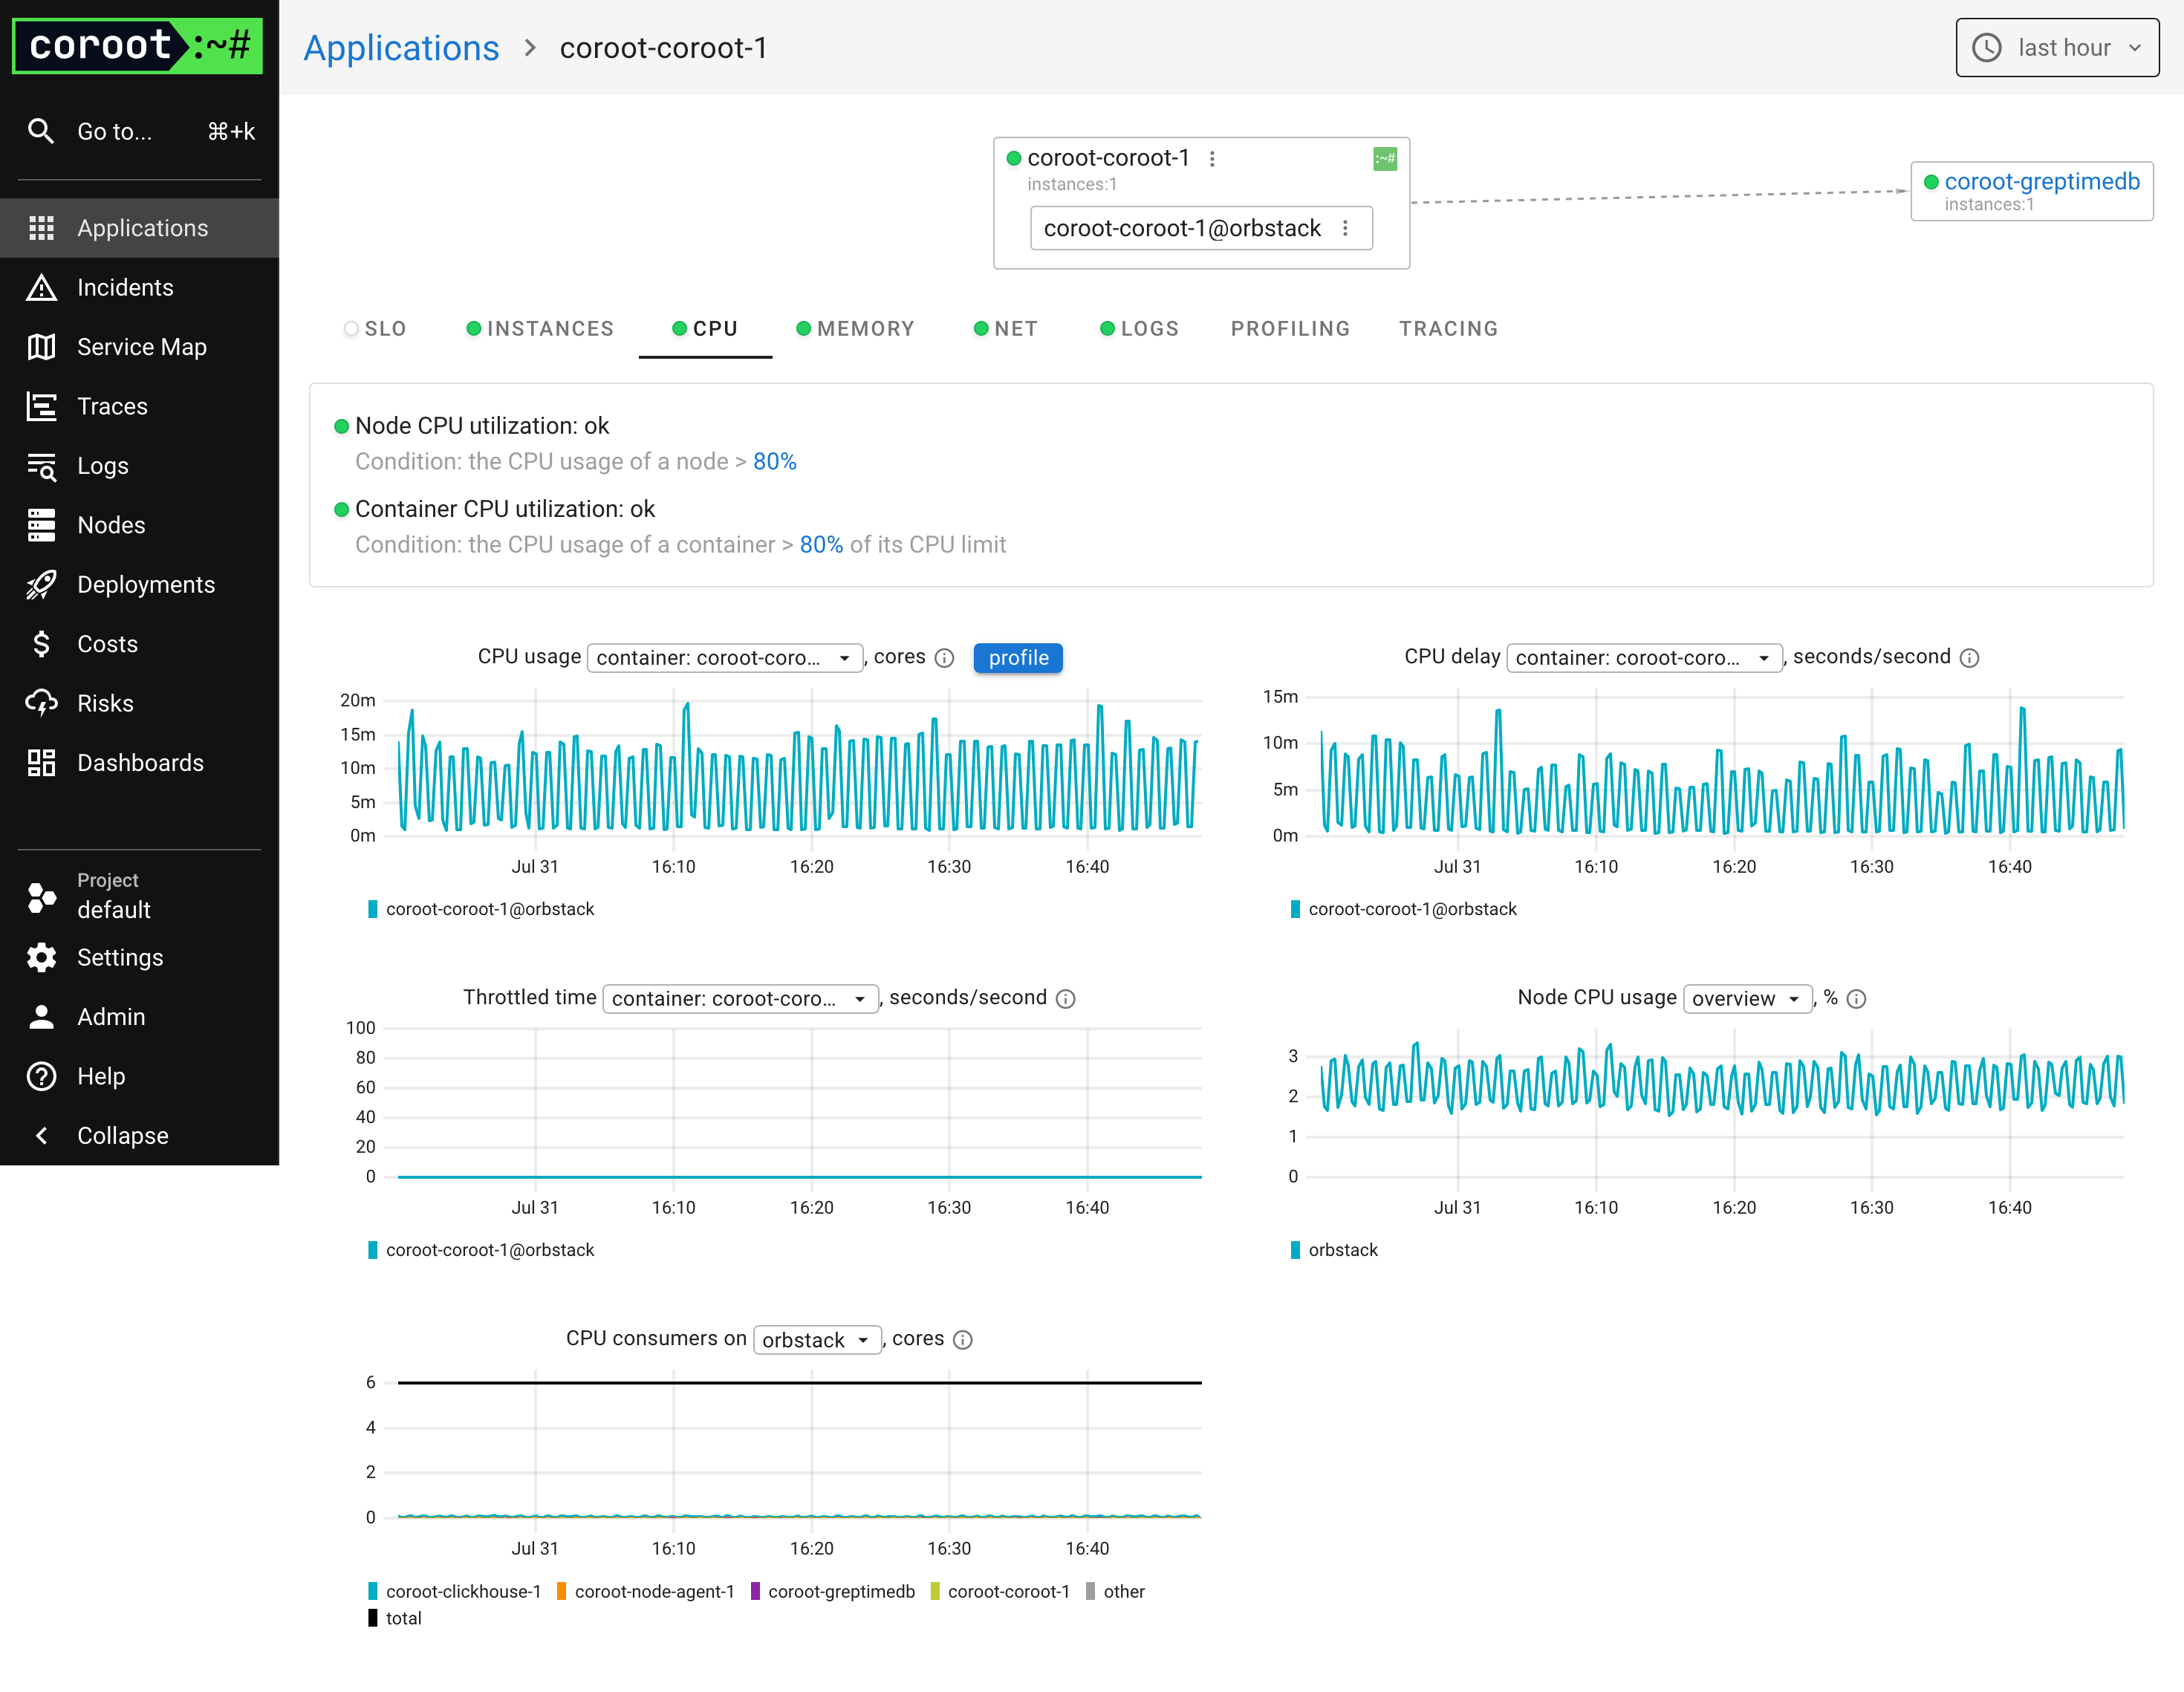 coroot:~#
Go to... ⌘+k
Applications
Incidents
Service Map
Traces
Logs
Nodes
Deployments
Costs
Risks
Dashboards
Project
default
Settings
Admin
Help
Collapse
Applications > coroot-coroot-1
last hour
coroot-coroot-1
:~#
instances:1
coroot-coroot-1@orbstack
coroot-greptimedb
instances:1
SLO INSTANCES CPU MEMORY NET LOGS PROFILING TRACING
Node CPU utilization: ok
Condition: the CPU usage of a node > 80%
Container CPU utilization: ok
Condition: the CPU usage of a container > 80% of its CPU limit
CPU usage container: coroot-coro... , cores profile
20m
15m
10m
5m
0m
Jul 31 16:10 16:20 16:30 16:40
coroot-coroot-1@orbstack
CPU delay container: coroot-coro... , seconds/second
15m
10m
5m
0m
Jul 31 16:10 16:20 16:30 16:40
coroot-coroot-1@orbstack
Throttled time container: coroot-coro... , seconds/second
100
80
60
40
20
0
Jul 31 16:10 16:20 16:30 16:40
coroot-coroot-1@orbstack
Node CPU usage overview , %
3
2
1
0
Jul 31 16:10 16:20 16:30 16:40
orbstack
CPU consumers on orbstack , cores
6
4
2
0
Jul 31 16:10 16:20 16:30 16:40
coroot-clickhouse-1 coroot-node-agent-1 coroot-greptimedb coroot-coroot-1 other
total